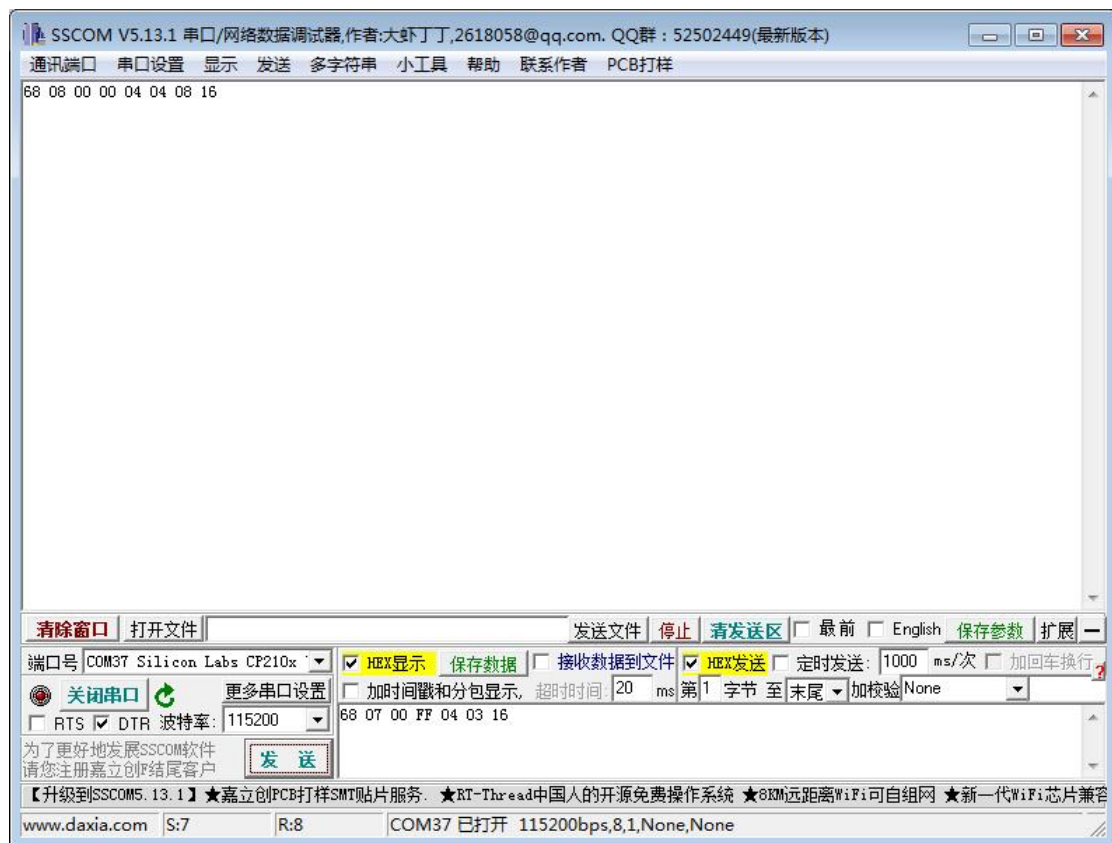 SSCOM V5.13.1 串口/网络数据调试器,作者:大虾丁丁,2618058@qq.com. QQ群：52502449(最新版本)
通讯端口 串口设置 显示 发送 多字符串 小工具 帮助 联系作者 PCB打样
68 08 00 00 04 04 08 16
清除窗口 打开文件 发送文件 停止 清发送区 最前 English 保存参数 扩展 —
端口号 COM37 Silicon Labs CP210x HEX显示 保存数据 接收数据到文件 HEX发送 定时发送: 1000 ms/次 加回车换行
关闭串口 更多串口设置 加时间戳和分包显示, 超时时间: 20 ms 第1 字节 至 末尾 加校验 None
RTS DTR 波特率: 115200 68 07 00 FF 04 03 16
为了更好地发展SSCOM软件
请您注册嘉立创F结尾客户
发 送
【升级到SSCOM5.13.1】★嘉立创PCB打样SMT贴片服务. ★RT-Thread中国人的开源免费操作系统 ★8KM远距离WiFi可自组网 ★新一代WiFi芯片兼容
www.daxia.com S:7 R:8 COM37 已打开 115200bps,8,1,None,None